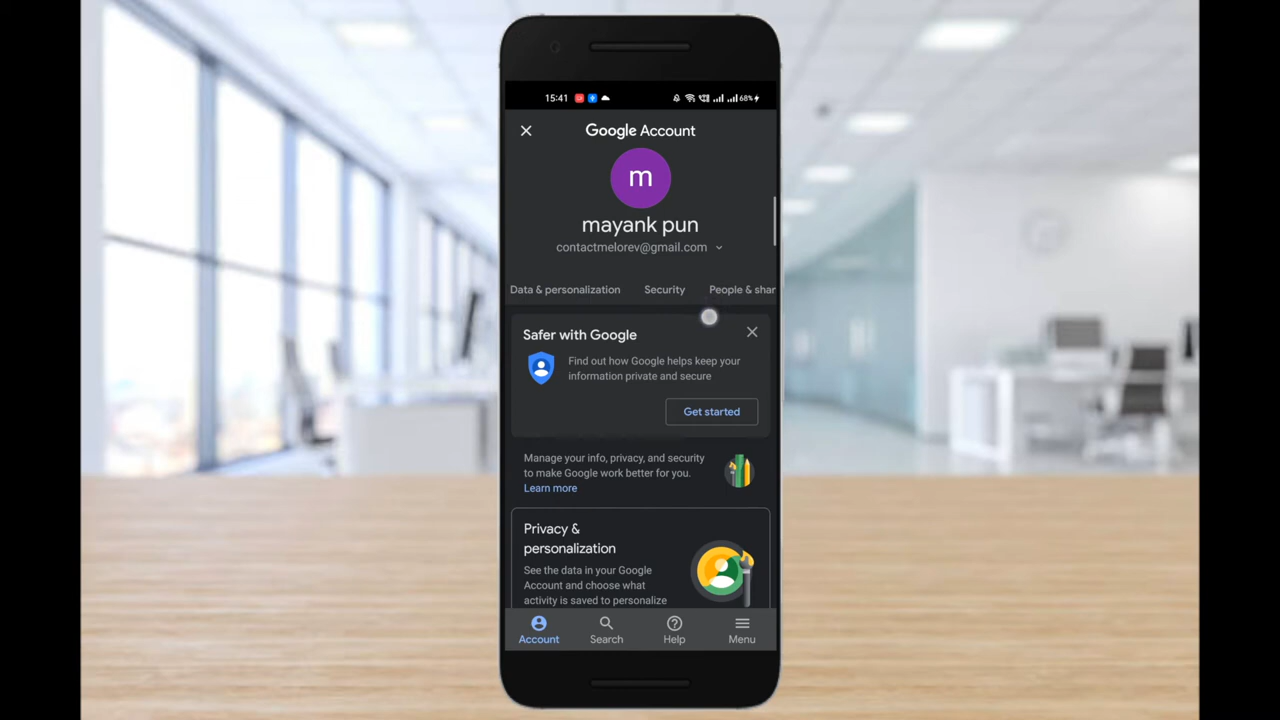 15:41
68%
Google Account
m
mayank pun
contactmelorev@gmail.com
Data & personalization Security People & shar
Safer with Google
Find out how Google helps keep your
information private and secure
Get started
Manage your info, privacy, and security
to make Google work better for you.
Learn more
Privacy &
personalization
See the data in your Google
Account and choose what
activity is saved to personalize
Account Search Help Menu